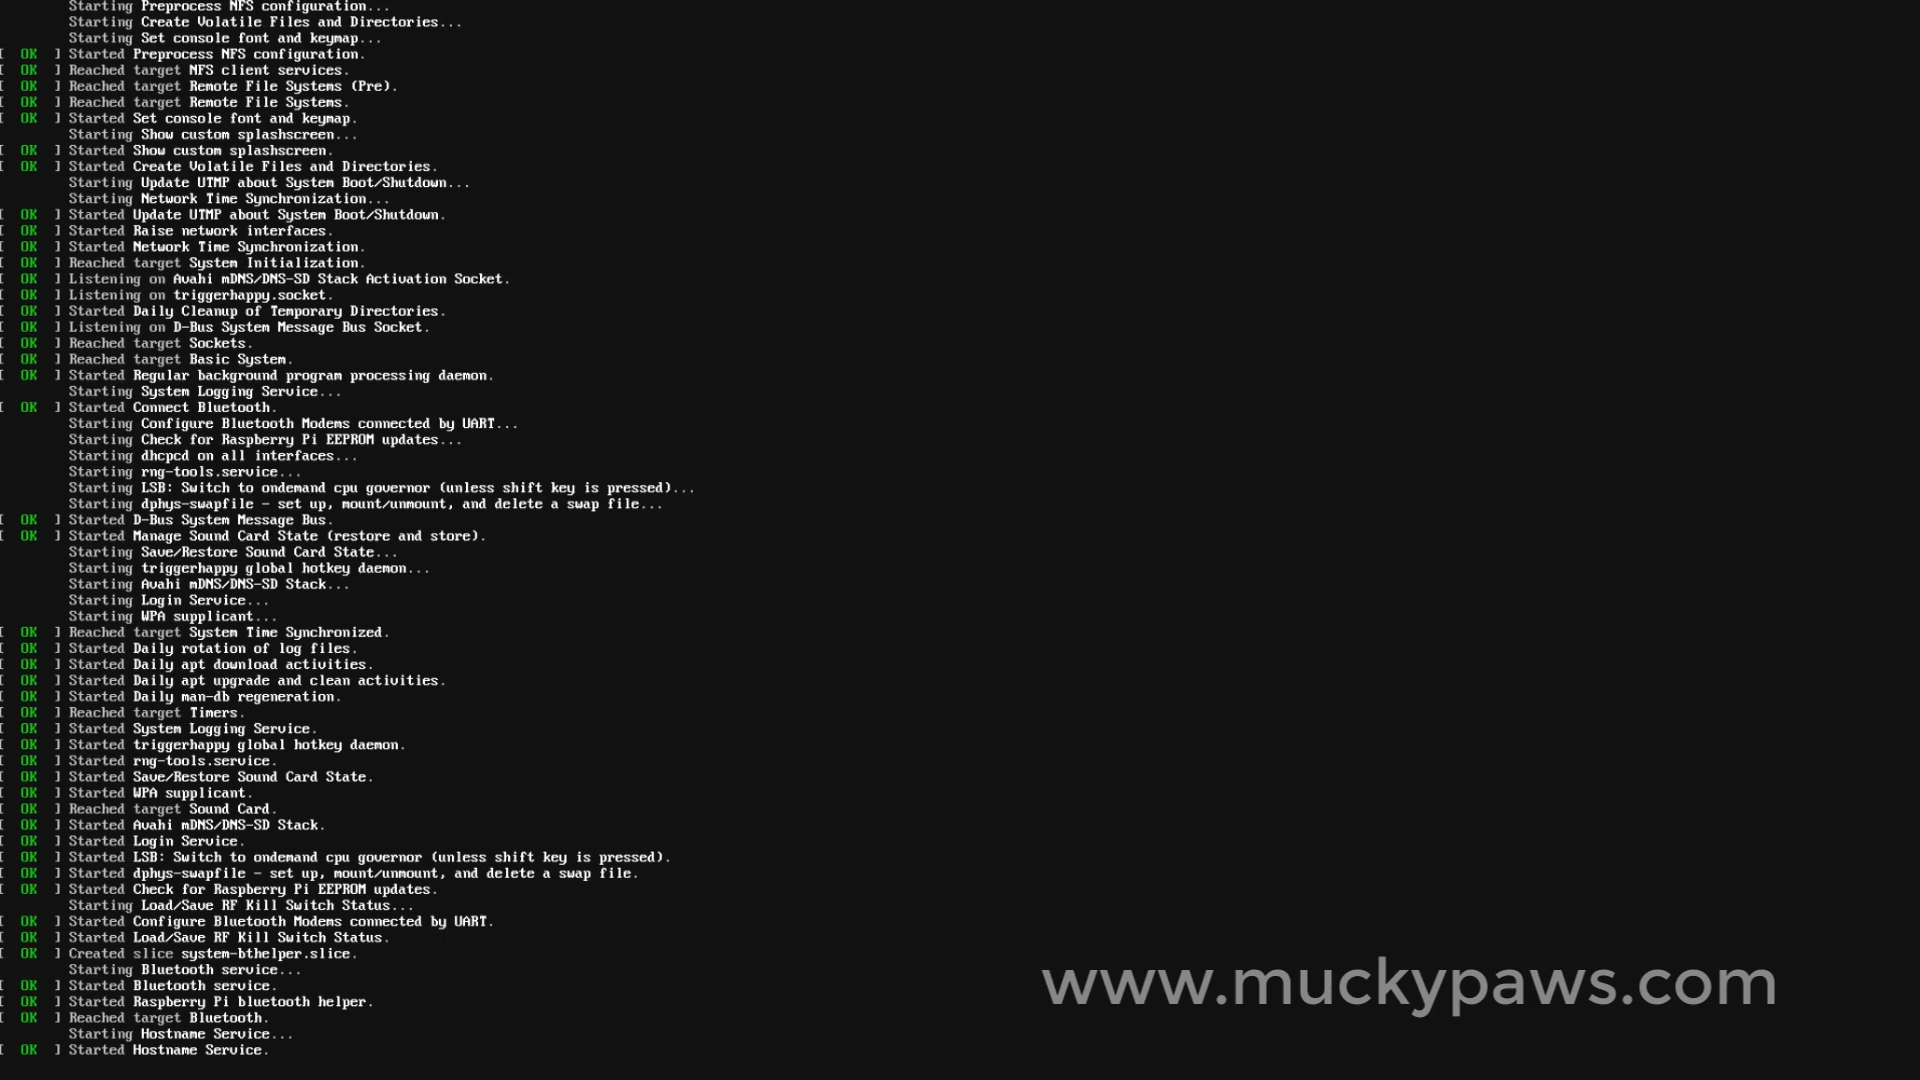 Starting Preprocess NFS configuration...
Starting Create Volatile Files and Directories...
Starting Set console font and keymap...
[ OK ] Started Preprocess NFS configuration.
[ OK ] Reached target NFS client services.
[ OK ] Reached target Remote File Systems (Pre).
[ OK ] Reached target Remote File Systems.
[ OK ] Started Set console font and keymap.
Starting Show custom splashscreen...
[ OK ] Started Show custom splashscreen.
[ OK ] Started Create Volatile Files and Directories.
Starting Update UTMP about System Boot/Shutdown...
Starting Network Time Synchronization...
[ OK ] Started Update UTMP about System Boot/Shutdown.
[ OK ] Started Raise network interfaces.
[ OK ] Started Network Time Synchronization.
[ OK ] Reached target System Initialization.
[ OK ] Listening on Avahi mDNS/DNS-SD Stack Activation Socket.
[ OK ] Listening on triggerhappy.socket.
[ OK ] Started Daily Cleanup of Temporary Directories.
[ OK ] Listening on D-Bus System Message Bus Socket.
[ OK ] Reached target Sockets.
[ OK ] Reached target Basic System.
[ OK ] Started Regular background program processing daemon.
Starting System Logging Service...
[ OK ] Started Connect Bluetooth.
Starting Configure Bluetooth Modems connected by UART...
Starting Check for Raspberry Pi EEPROM updates...
Starting dhcpcd on all interfaces...
Starting rng-tools.service...
Starting LSB: Switch to ondemand cpu governor (unless shift key is pressed)...
Starting dphys-swapfile - set up, mount/unmount, and delete a swap file...
[ OK ] Started D-Bus System Message Bus.
[ OK ] Started Manage Sound Card State (restore and store).
Starting Save/Restore Sound Card State...
Starting triggerhappy global hotkey daemon...
Starting Avahi mDNS/DNS-SD Stack...
Starting Login Service...
Starting WPA supplicant...
[ OK ] Reached target System Time Synchronized.
[ OK ] Started Daily rotation of log files.
[ OK ] Started Daily apt download activities.
[ OK ] Started Daily apt upgrade and clean activities.
[ OK ] Started Daily man-db regeneration.
[ OK ] Reached target Timers.
[ OK ] Started System Logging Service.
[ OK ] Started triggerhappy global hotkey daemon.
[ OK ] Started rng-tools.service.
[ OK ] Started Save/Restore Sound Card State.
[ OK ] Started WPA supplicant.
[ OK ] Reached target Sound Card.
[ OK ] Started Avahi mDNS/DNS-SD Stack.
[ OK ] Started Login Service.
[ OK ] Started LSB: Switch to ondemand cpu governor (unless shift key is pressed).
[ OK ] Started dphys-swapfile - set up, mount/unmount, and delete a swap file.
[ OK ] Started Check for Raspberry Pi EEPROM updates.
Starting Load/Save RF Kill Switch Status...
[ OK ] Started Configure Bluetooth Modems connected by UART.
[ OK ] Started Load/Save RF Kill Switch Status.
[ OK ] Created slice system-bthelper.slice.
Starting Bluetooth service...
[ OK ] Started Bluetooth service.
[ OK ] Started Raspberry Pi bluetooth helper.
[ OK ] Reached target Bluetooth.
Starting Hostname Service...
[ OK ] Started Hostname Service.
www.muckypaws.com